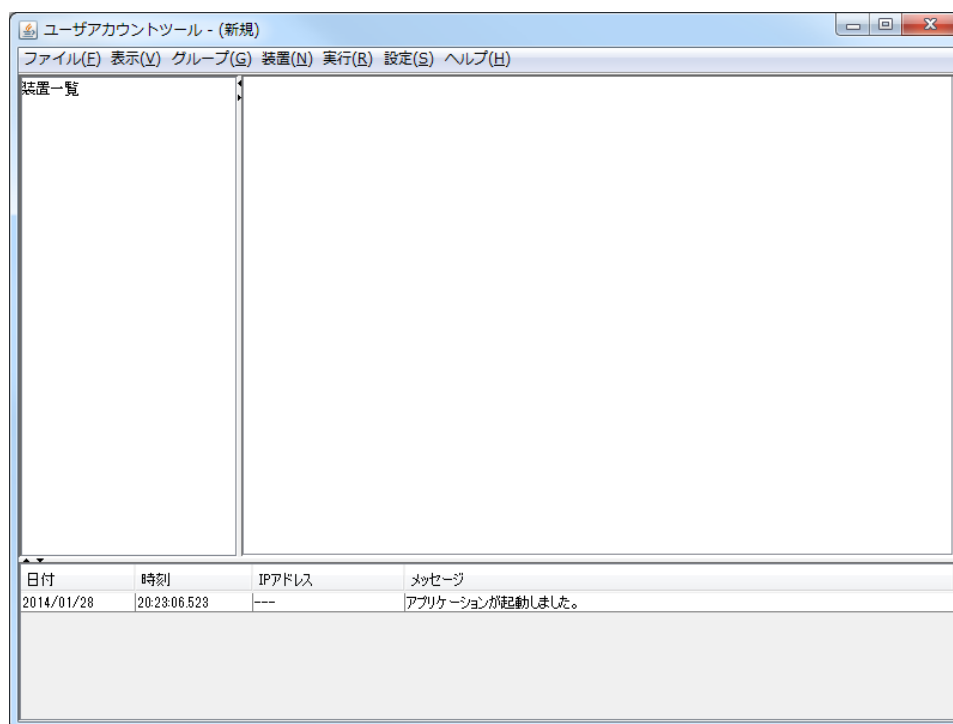 ユーザアカウントツール - (新規)
ファイル(F) 表示(V) グループ(G) 装置(N) 実行(R) 設定(S) ヘルプ(H)
装置一覧
日付 時刻 IPアドレス メッセージ
2014/01/28 20:23:06.523 --- アプリケーションが起動しました。